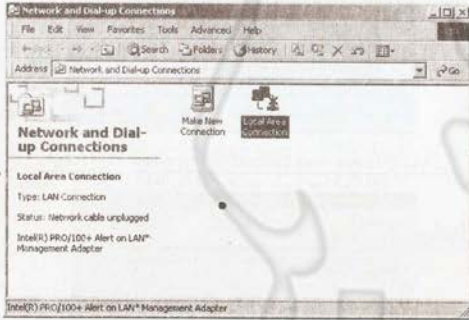 Network and Dial-up Connections
File Edit View Favorites Tools Advanced Help
Search Folders History
Address Network and Dial-up Connections Go
Make New Connection
Local Area Connection
Network and Dial-up Connections
Local Area Connection
Type: LAN Connection
Status: Network cable unplugged
Intel(R) PRO/100+ Alert on LAN* Management Adapter
Intel(R) PRO/100+ Alert on LAN* Management Adapter